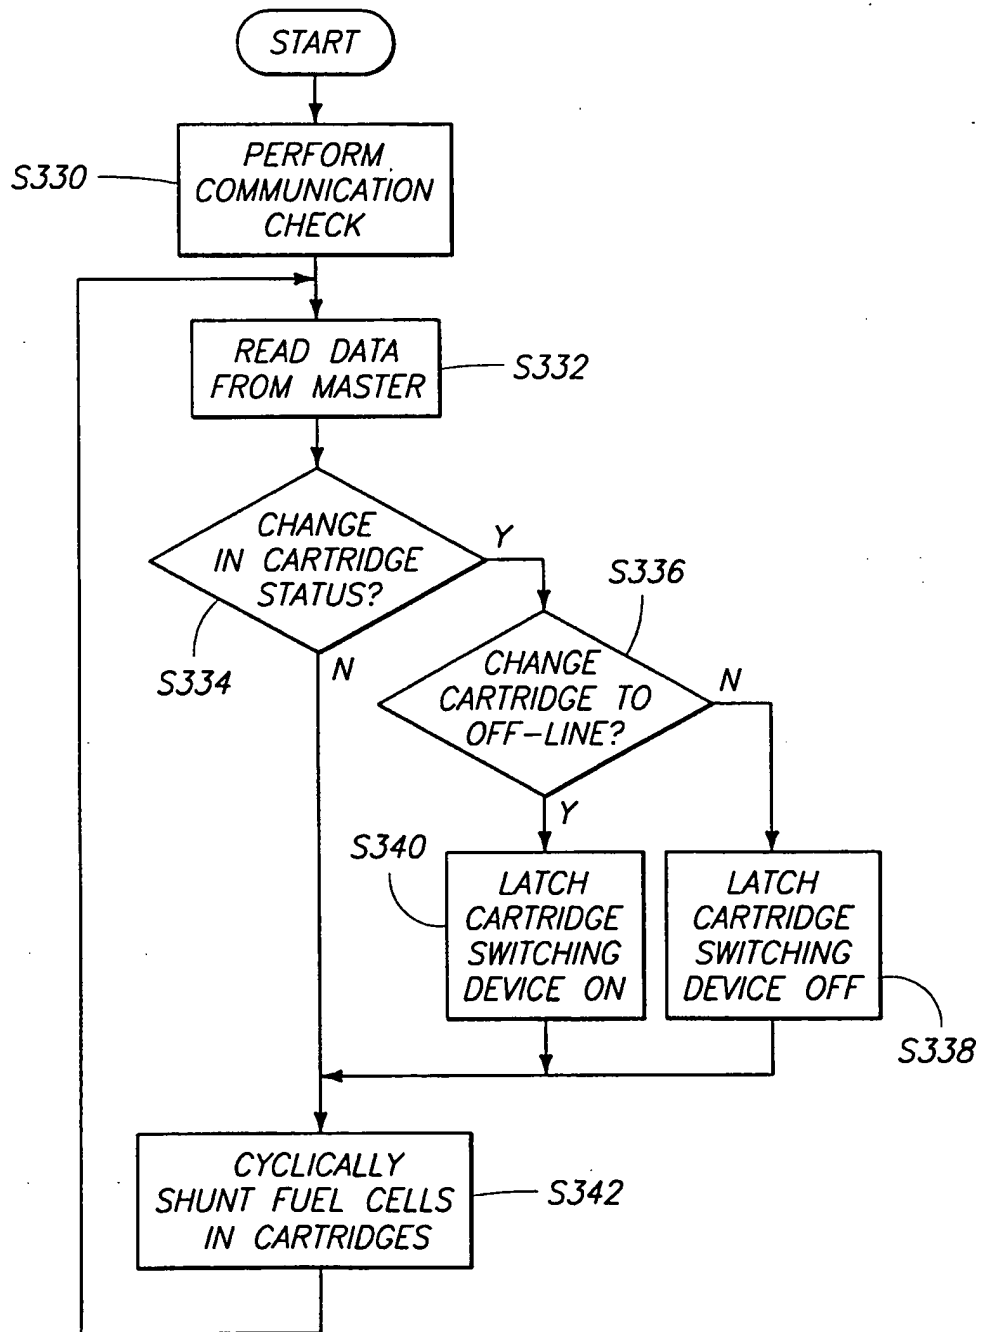 START
PERFORM
COMMUNICATION
CHECK
S330
READ DATA
FROM MASTER
S332
CHANGE
IN CARTRIDGE
STATUS?
S334
Y
N
S336
CHANGE
CARTRIDGE TO
OFF-LINE?
N
Y
S340
LATCH
CARTRIDGE
SWITCHING
DEVICE ON
LATCH
CARTRIDGE
SWITCHING
DEVICE OFF
S338
CYCLICALLY
SHUNT FUEL CELLS
IN CARTRIDGES
S342